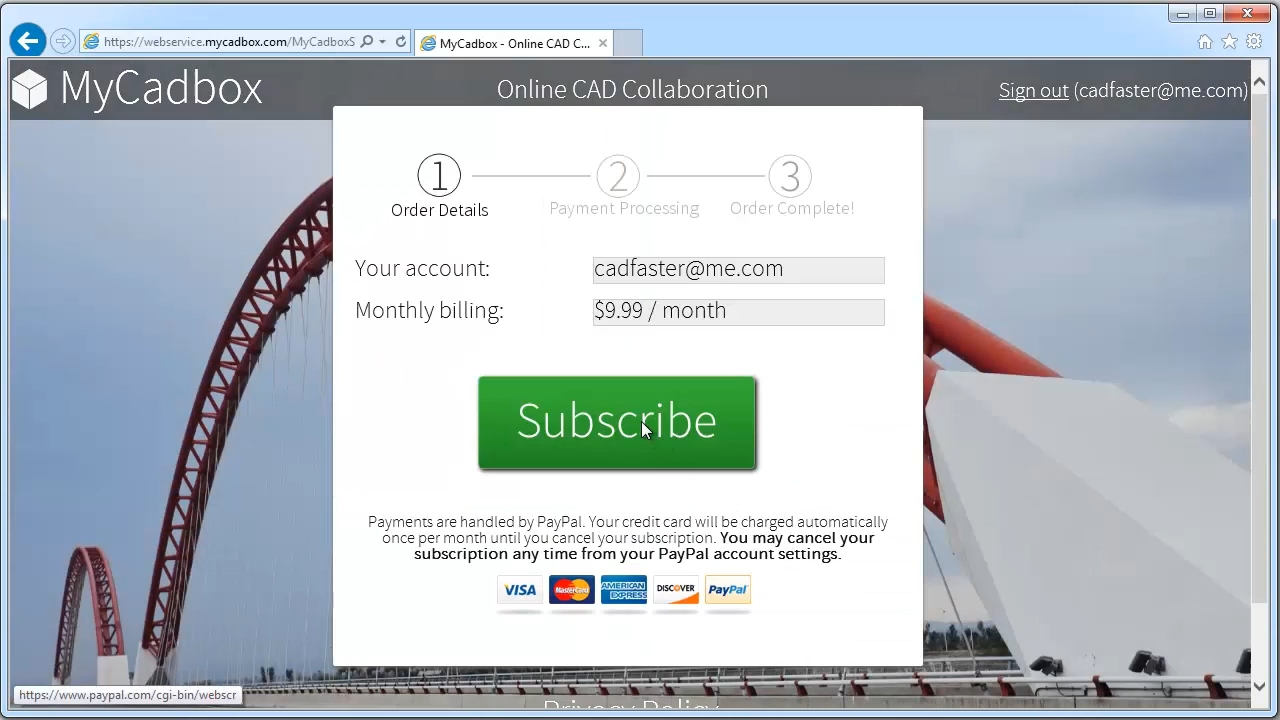 https://webservice.mycadbox.com/MyCadboxS
MyCadbox - Online CAD C...
MyCadbox
Online CAD Collaboration
Sign out (cadfaster@me.com)
1
2
3
Order Details
Payment Processing
Order Complete!
Your account:
cadfaster@me.com
Monthly billing:
$9.99 / month
Subscribe
Payments are handled by PayPal. Your credit card will be charged automatically
once per month until you cancel your subscription. You may cancel your
subscription any time from your PayPal account settings.
VISA
MasterCard
AMERICAN EXPRESS
DISCOVER
PayPal
https://www.paypal.com/cgi-bin/webscr
Privacy Policy